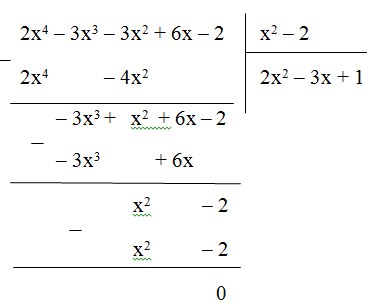 2x⁴ – 3x³ – 3x² + 6x – 2 x² – 2
–
2x⁴ – 4x² 2x² – 3x + 1
– 3x³ + x² + 6x – 2
–
– 3x³ + 6x
x² – 2
–
x² – 2
0